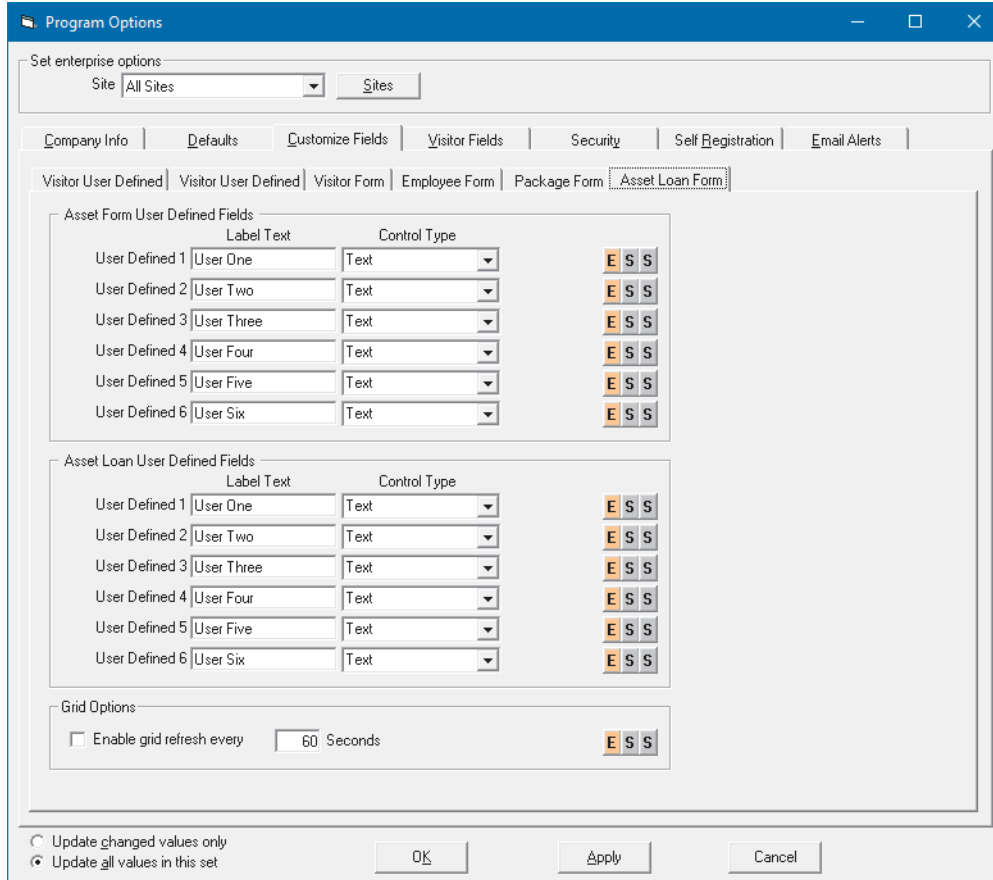 Program Options
Set enterprise options
Site All Sites Sites
Company Info Defaults Customize Fields Visitor Fields Security Self Registration Email Alerts
Visitor User Defined Visitor User Defined Visitor Form Employee Form Package Form Asset Loan Form
Asset Form User Defined Fields
Label Text Control Type
User Defined 1 User One Text E S S
User Defined 2 User Two Text E S S
User Defined 3 User Three Text E S S
User Defined 4 User Four Text E S S
User Defined 5 User Five Text E S S
User Defined 6 User Six Text E S S
Asset Loan User Defined Fields
Label Text Control Type
User Defined 1 User One Text E S S
User Defined 2 User Two Text E S S
User Defined 3 User Three Text E S S
User Defined 4 User Four Text E S S
User Defined 5 User Five Text E S S
User Defined 6 User Six Text E S S
Grid Options
Enable grid refresh every 60 Seconds E S S
Update changed values only
Update all values in this set
OK Apply Cancel